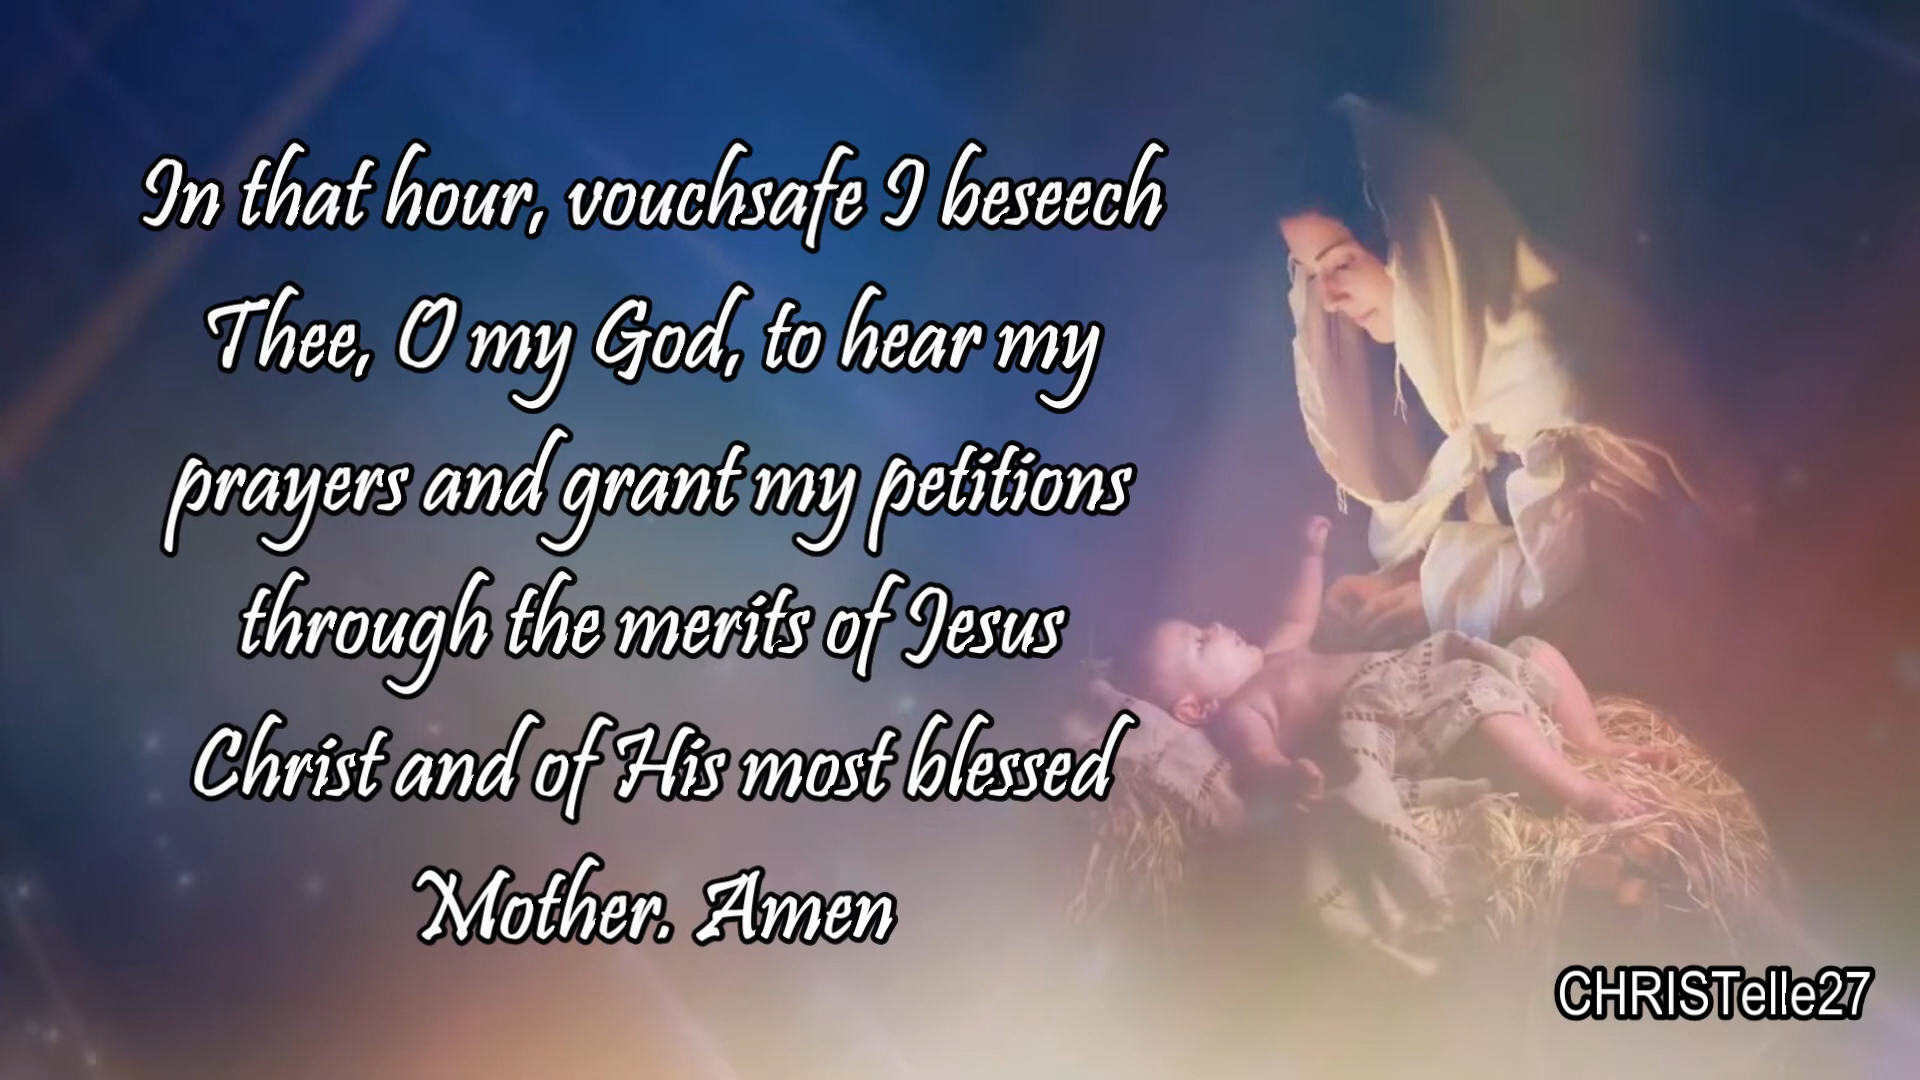 In that hour, vouchsafe I beseech
Thee, O my God, to hear my
prayers and grant my petitions
through the merits of Jesus
Christ and of His most blessed
Mother. Amen
CHRISTelle27